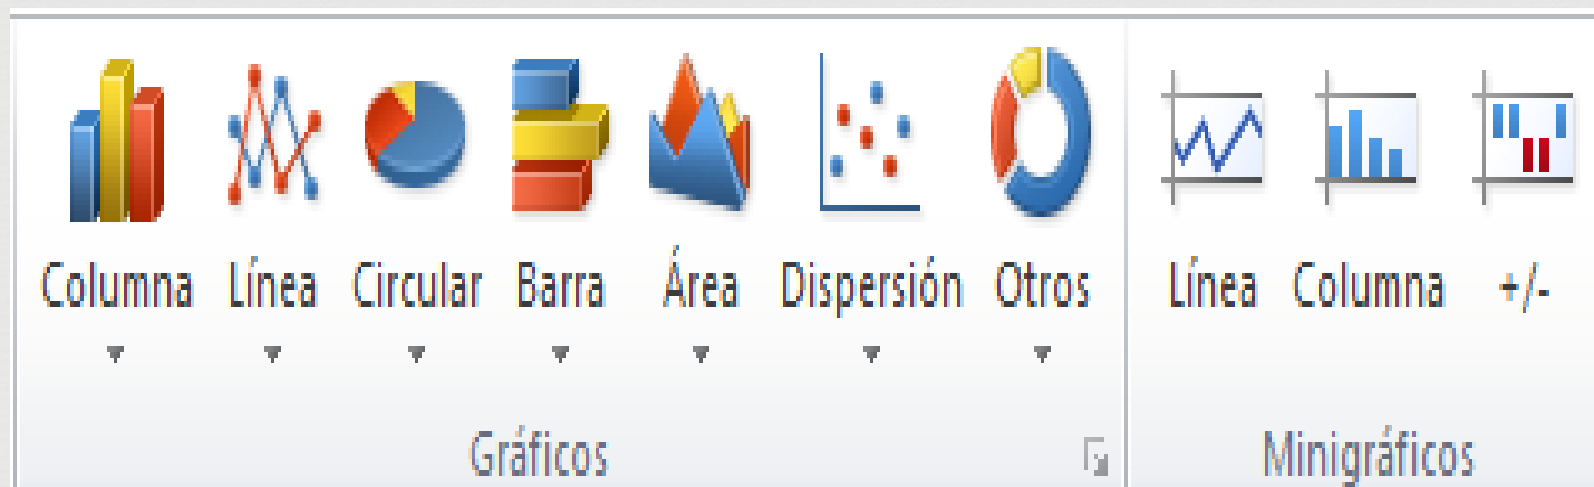 Columna Línea Circular Barra Área Dispersión Otros
Gráficos
Línea Columna +/-
Minigráficos